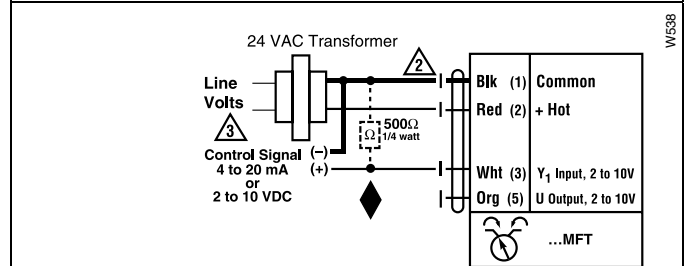 W538
24 VAC Transformer
2
Line
Volts
3
Blk (1) Common
Red (2) + Hot
Ω 500Ω
1/4 watt
Control Signal (–)
4 to 20 mA (+)
or
2 to 10 VDC
Wht (3) Y1 Input, 2 to 10V
Org (5) U Output, 2 to 10V
...MFT